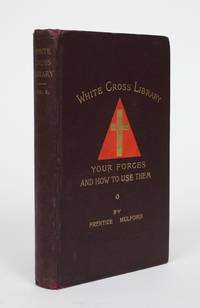 WHITE
CROSS
LIBRARY
WHITE CROSS LIBRARY
YOUR FORCES
AND HOW TO USE THEM
BY
PRENTICE MULFORD